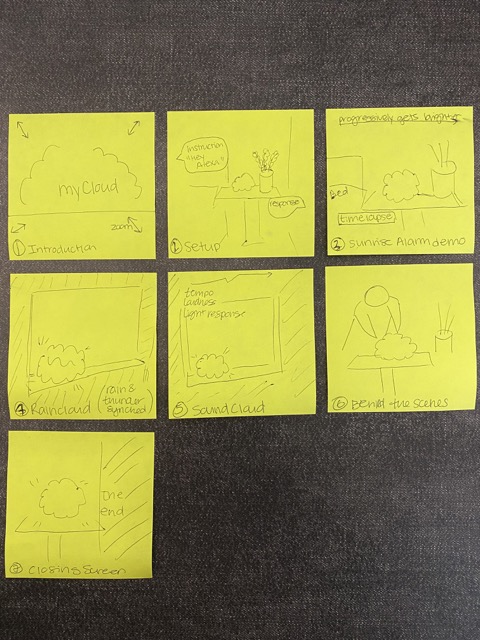 myCloud
zoom
① Introduction
Instruction
"Hey
Alexa"
response
② Setup
progressively gets brighter
Bed
timelapse
③ Sunrise Alarm demo
rain &
thunder
synched
④ Raincloud
tempo
loudness
light response
⑤ SoundCloud
⑥ Behind the Scenes
The
end
⑦ Closing Screen